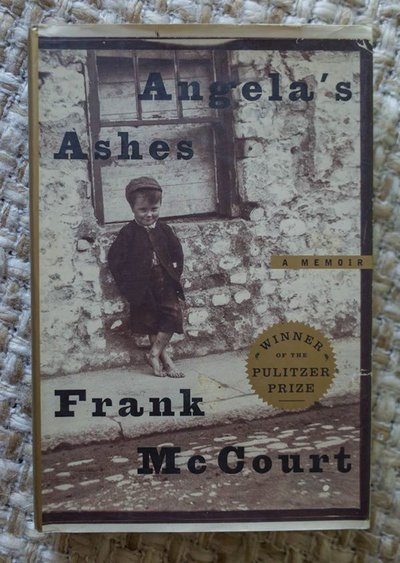 Angela's
Ashes
A MEMOIR
WINNER
OF THE
PULITZER
PRIZE
Frank
McCourt